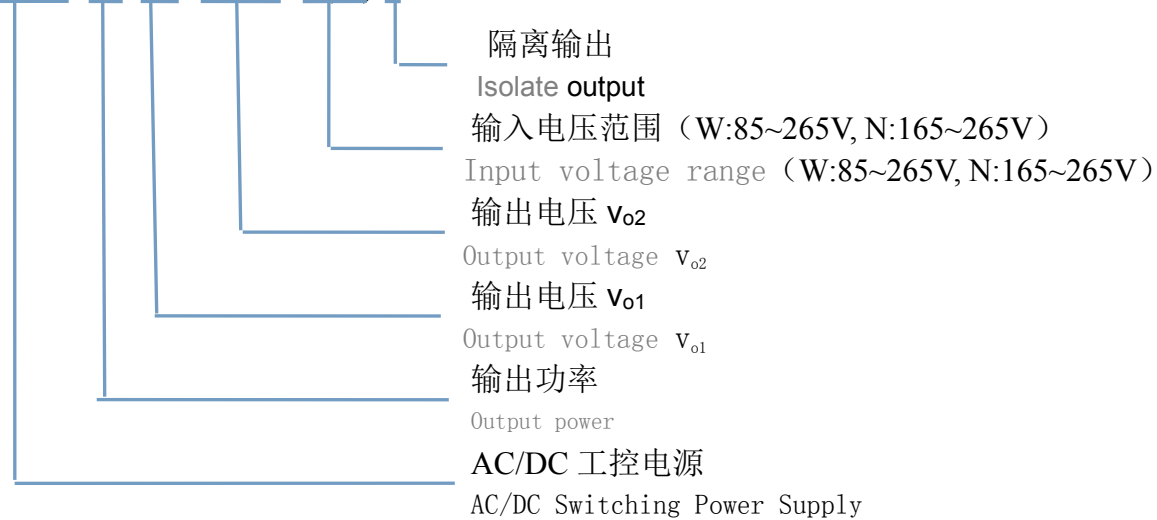 隔离输出
Isolate output
输入电压范围（W:85~265V, N:165~265V）
Input voltage range（W:85~265V, N:165~265V）
输出电压 vo2
Output voltage vo2
输出电压 vo1
Output voltage vo1
输出功率
Output power
AC/DC 工控电源
AC/DC Switching Power Supply